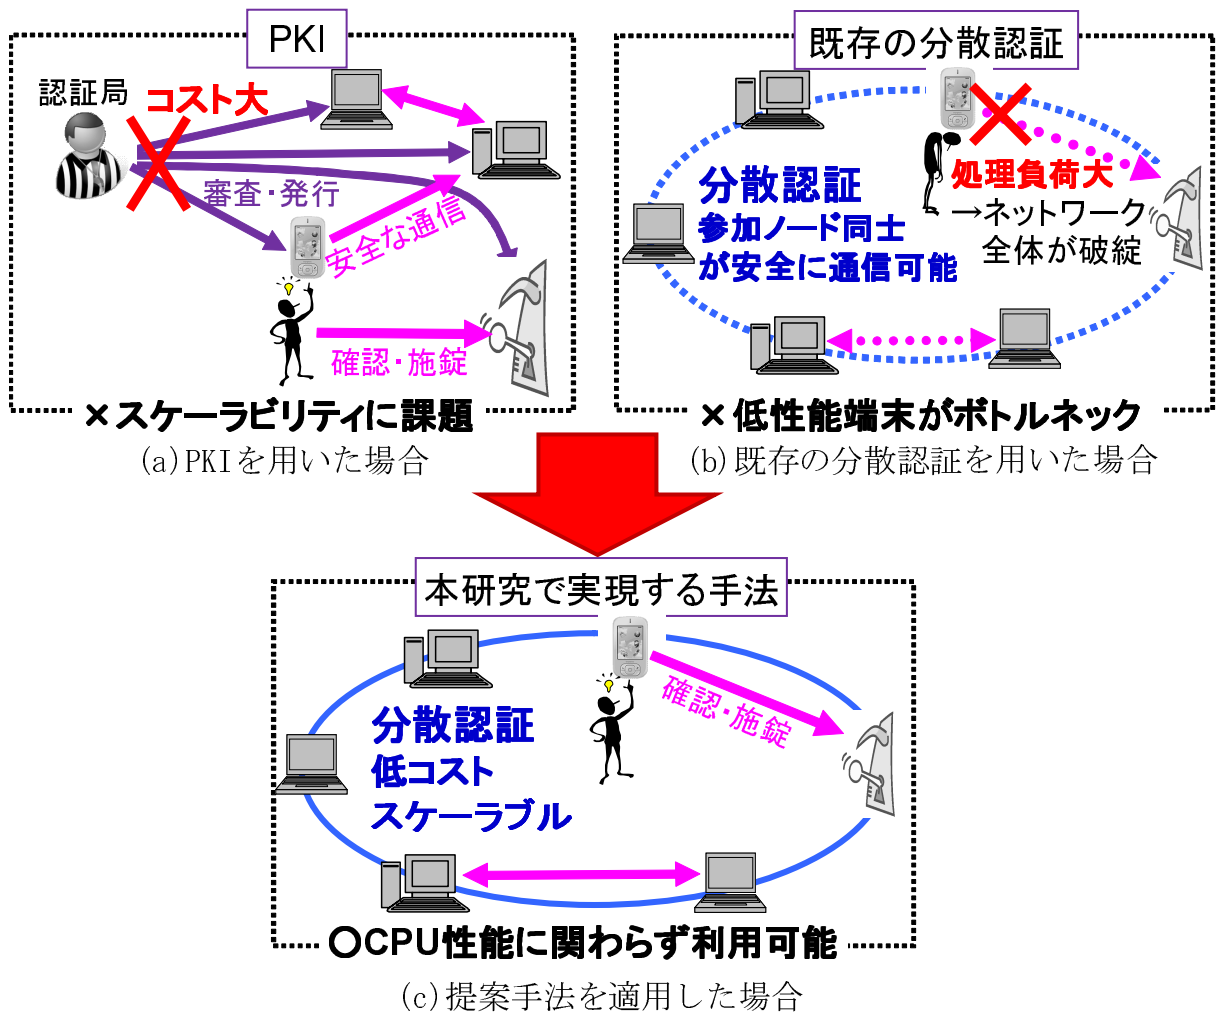 PKI
認証局
コスト大
審査・発行
安全な通信
確認・施錠
×スケーラビリティに課題
(a)PKIを用いた場合
既存の分散認証
分散認証
参加ノード同士
が安全に通信可能
処理負荷大
→ネットワーク
全体が破綻
×低性能端末がボトルネック
(b)既存の分散認証を用いた場合
本研究で実現する手法
分散認証
低コスト
スケーラブル
確認・施錠
〇CPU性能に関わらず利用可能
(c)提案手法を適用した場合